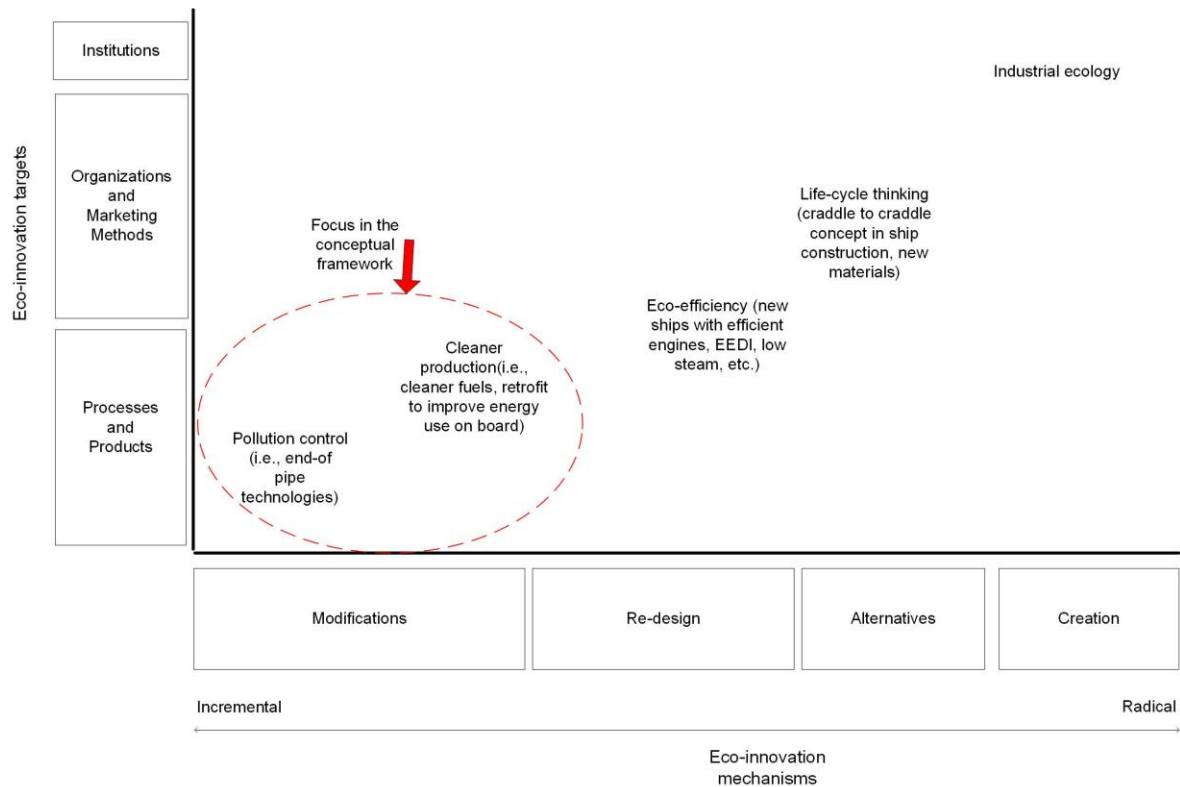 Institutions
Industrial ecology
Eco-innovation targets
Organizations
and
Marketing
Methods
Life-cycle thinking
(craddle to craddle
concept in ship
construction, new
materials)
Focus in the
conceptual
framework
Eco-efficiency (new
ships with efficient
engines, EEDI, low
steam, etc.)
Cleaner
production(i.e.,
cleaner fuels, retrofit
to improve energy
use on board)
Processes
and
Products
Pollution control
(i.e., end-of
pipe
technologies)
Modifications
Re-design
Alternatives
Creation
Incremental
Radical
Eco-innovation
mechanisms